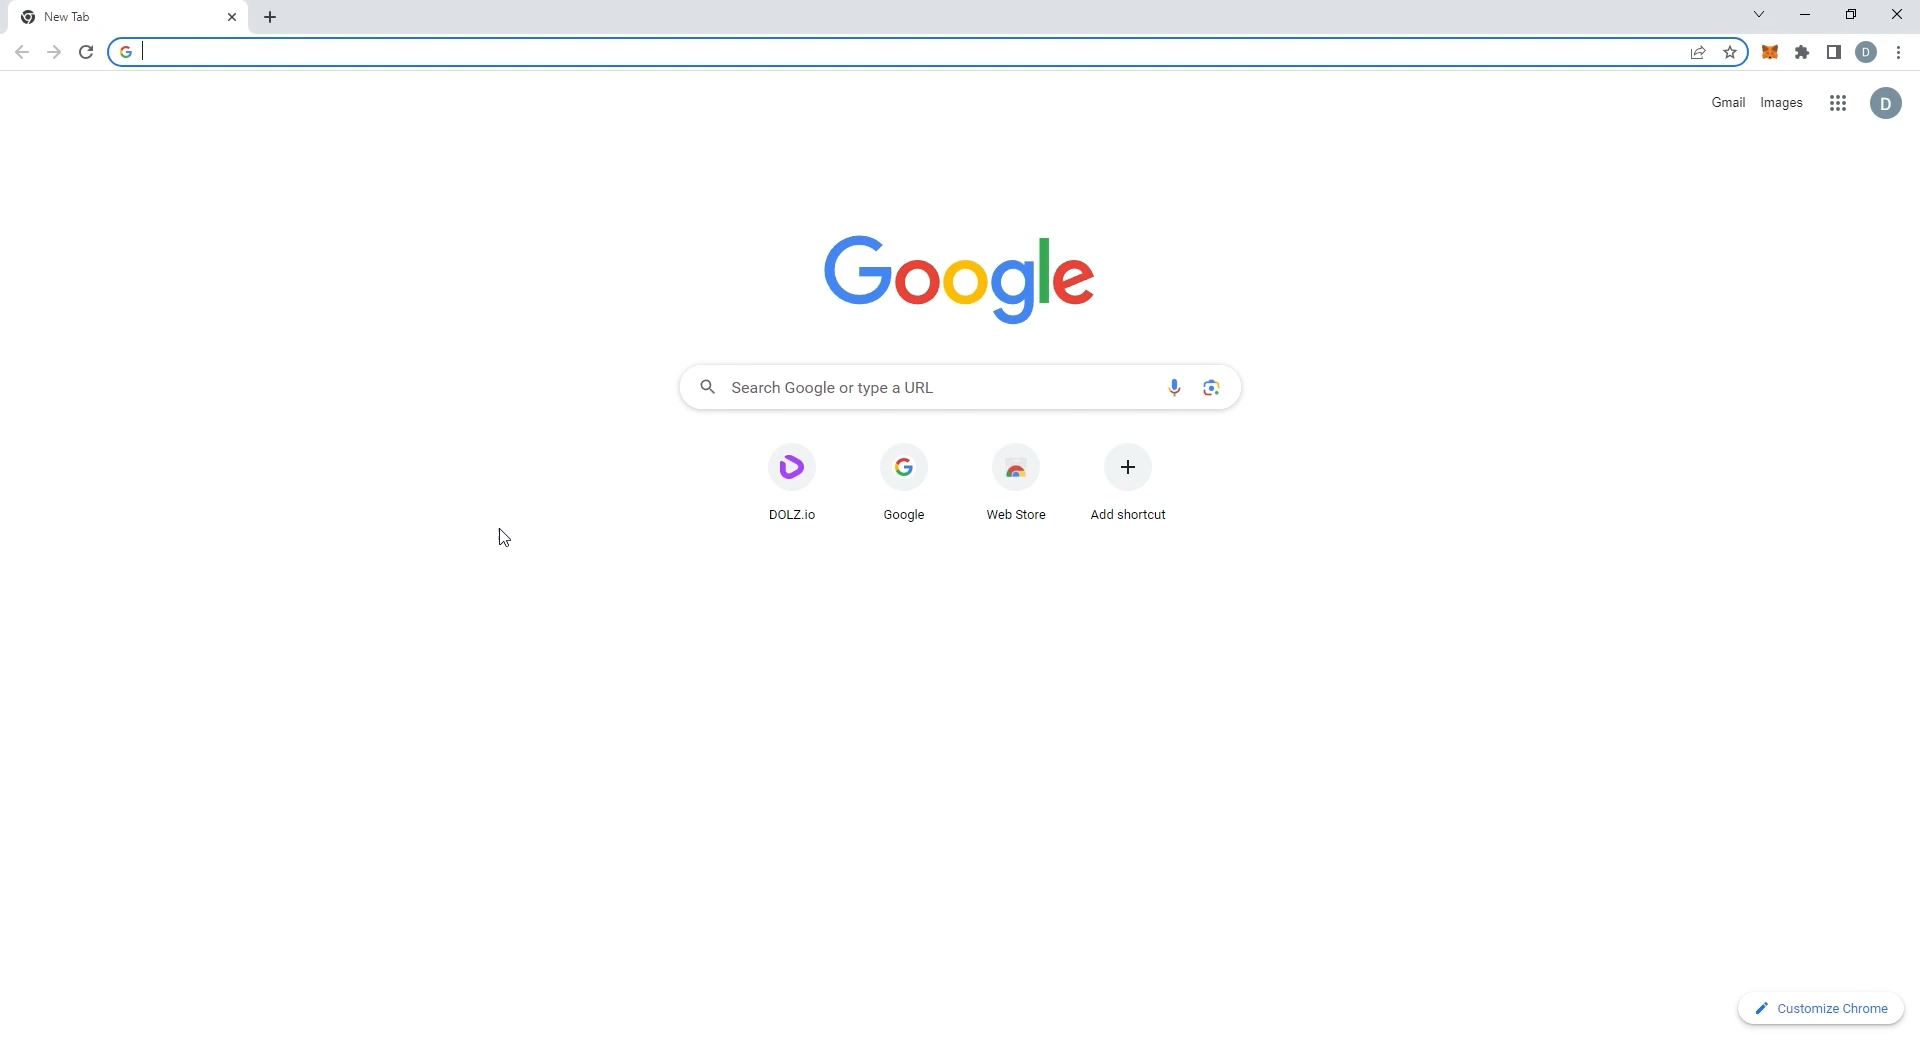 New Tab
D
Gmail Images
D
Google
Search Google or type a URL
DOLZ.io Google Web Store Add shortcut
Customize Chrome